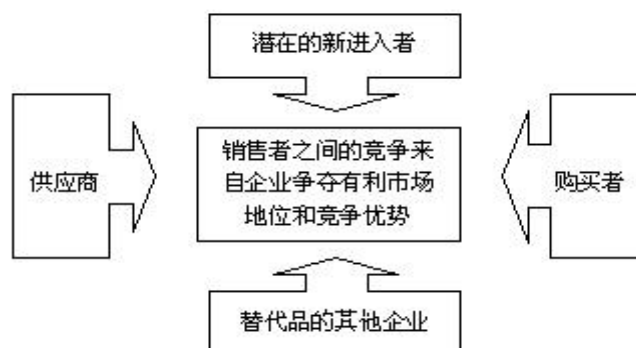 潜在的新进入者
供应商
销售者之间的竞争来
自企业争夺有利市场
地位和竞争优势
购买者
替代品的其他企业